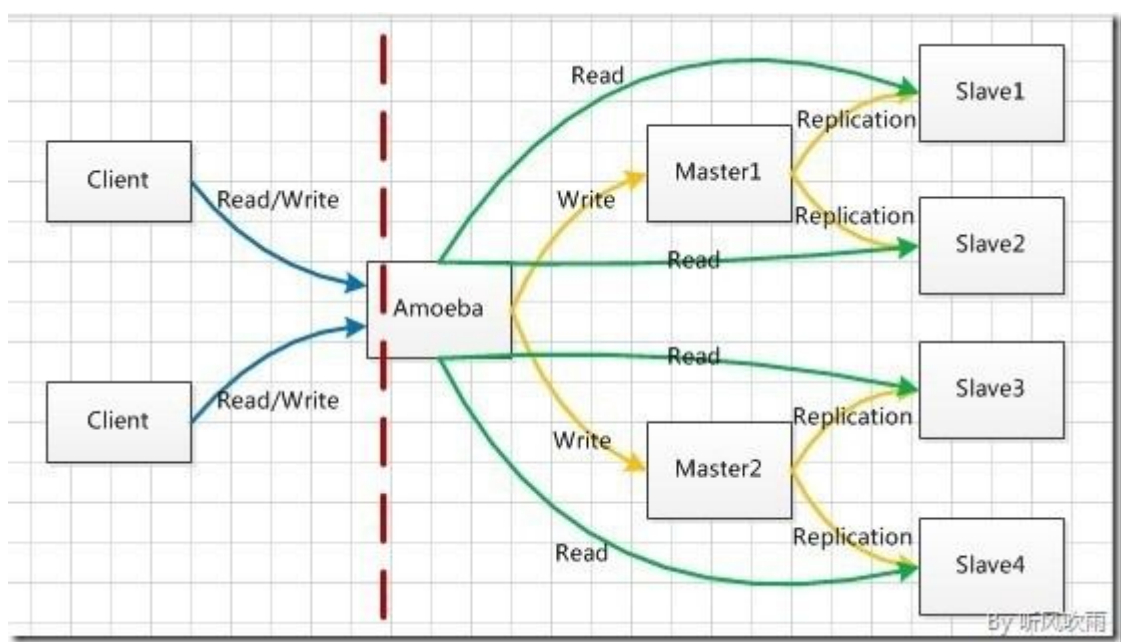 Read
Slave1
Replication
Client
Master1
Read/Write
Write
Replication
Slave2
Read
Amoeba
Read
Slave3
Client
Read/Write
Replication
Write
Master2
Replication
Read
Slave4
By 听风吹雨